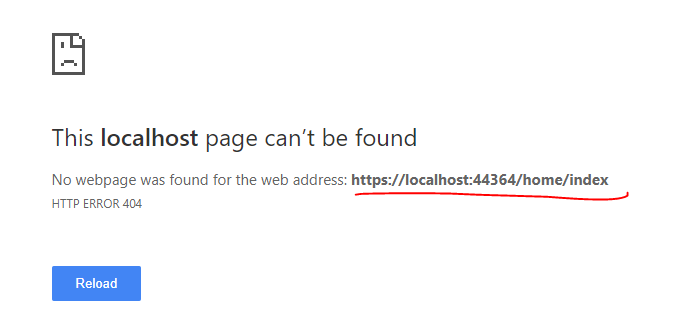 This localhost page can’t be found
No webpage was found for the web address: https://localhost:44364/home/index
HTTP ERROR 404
Reload